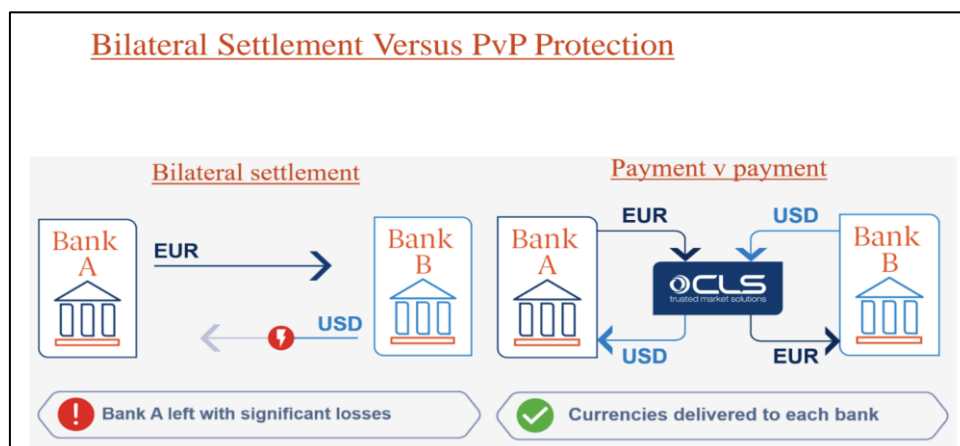 Bilateral Settlement Versus PvP Protection
Bilateral settlement
Bank
A
EUR
USD
Bank
B
Bank A left with significant losses
Payment v payment
Bank
A
EUR
USD
CLS
trusted market solutions
USD
EUR
Bank
B
Currencies delivered to each bank